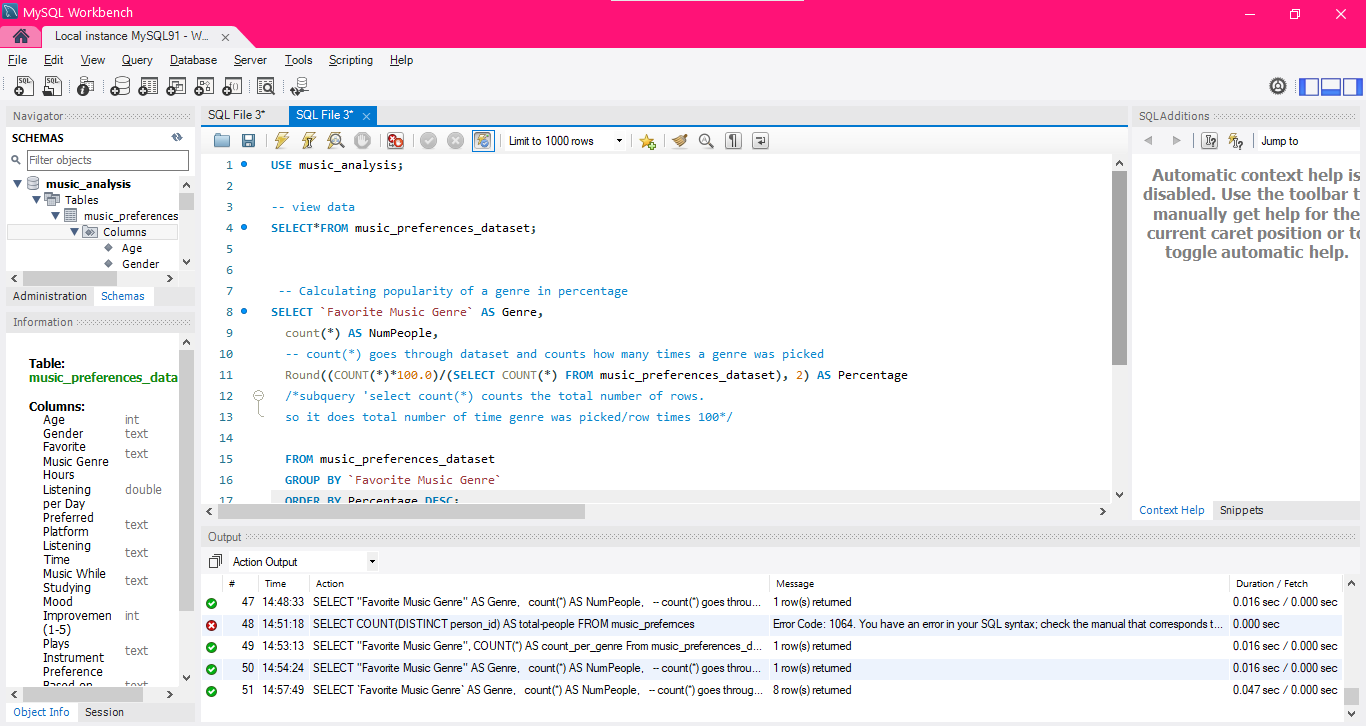 MySQL Workbench
Local instance MySQL91 - W...
File Edit View Query Database Server Tools Scripting Help
Navigator
SCHEMAS
Filter objects
music_analysis
Tables
music_preferences
Columns
Age
Gender
Administration Schemas
Information
Table:
music_preferences_data
Columns:
Age int
Gender text
Favorite
Music Genre text
Hours
Listening double
per Day
Preferred
Platform text
Listening
Time text
Music While
Studying text
Mood
Improvemen int
(1-5)
Plays
Instrument text
Preference
Based on text
Object Info Session
SQL File 3* SQL File 3*
Limit to 1000 rows
1 USE music_analysis;
2
3 -- view data
4 SELECT*FROM music_preferences_dataset;
5
6
7 -- Calculating popularity of a genre in percentage
8 SELECT `Favorite Music Genre` AS Genre,
9 count(*) AS NumPeople,
10 -- count(*) goes through dataset and counts how many times a genre was picked
11 Round((COUNT(*)*100.0)/(SELECT COUNT(*) FROM music_preferences_dataset), 2) AS Percentage
12 /*subquery 'select count(*) counts the total number of rows.
13 so it does total number of time genre was picked/row times 100*/
14
15 FROM music_preferences_dataset
16 GROUP BY `Favorite Music Genre`
17 ORDER BY Percentage DESC;
SQLAdditions
Jump to
Automatic context help is
disabled. Use the toolbar t
manually get help for the
current caret position or to
toggle automatic help.
Context Help Snippets
Output
Action Output
# Time Action Message Duration / Fetch
47 14:48:33 SELECT "Favorite Music Genre" AS Genre, count(*) AS NumPeople, -- count(*) goes throu... 1 row(s) returned 0.016 sec / 0.000 sec
48 14:51:18 SELECT COUNT(DISTINCT person_id) AS total-people FROM music_prefernces Error Code: 1064. You have an error in your SQL syntax; check the manual that corresponds t... 0.000 sec
49 14:53:13 SELECT "Favorite Music Genre", COUNT(*) AS count_per_genre From music_preferences_d... 1 row(s) returned 0.016 sec / 0.000 sec
50 14:54:24 SELECT "Favorite Music Genre" AS Genre, count(*) AS NumPeople, -- count(*) goes throu... 1 row(s) returned 0.016 sec / 0.000 sec
51 14:57:49 SELECT `Favorite Music Genre` AS Genre, count(*) AS NumPeople, -- count(*) goes throug... 8 row(s) returned 0.047 sec / 0.000 sec